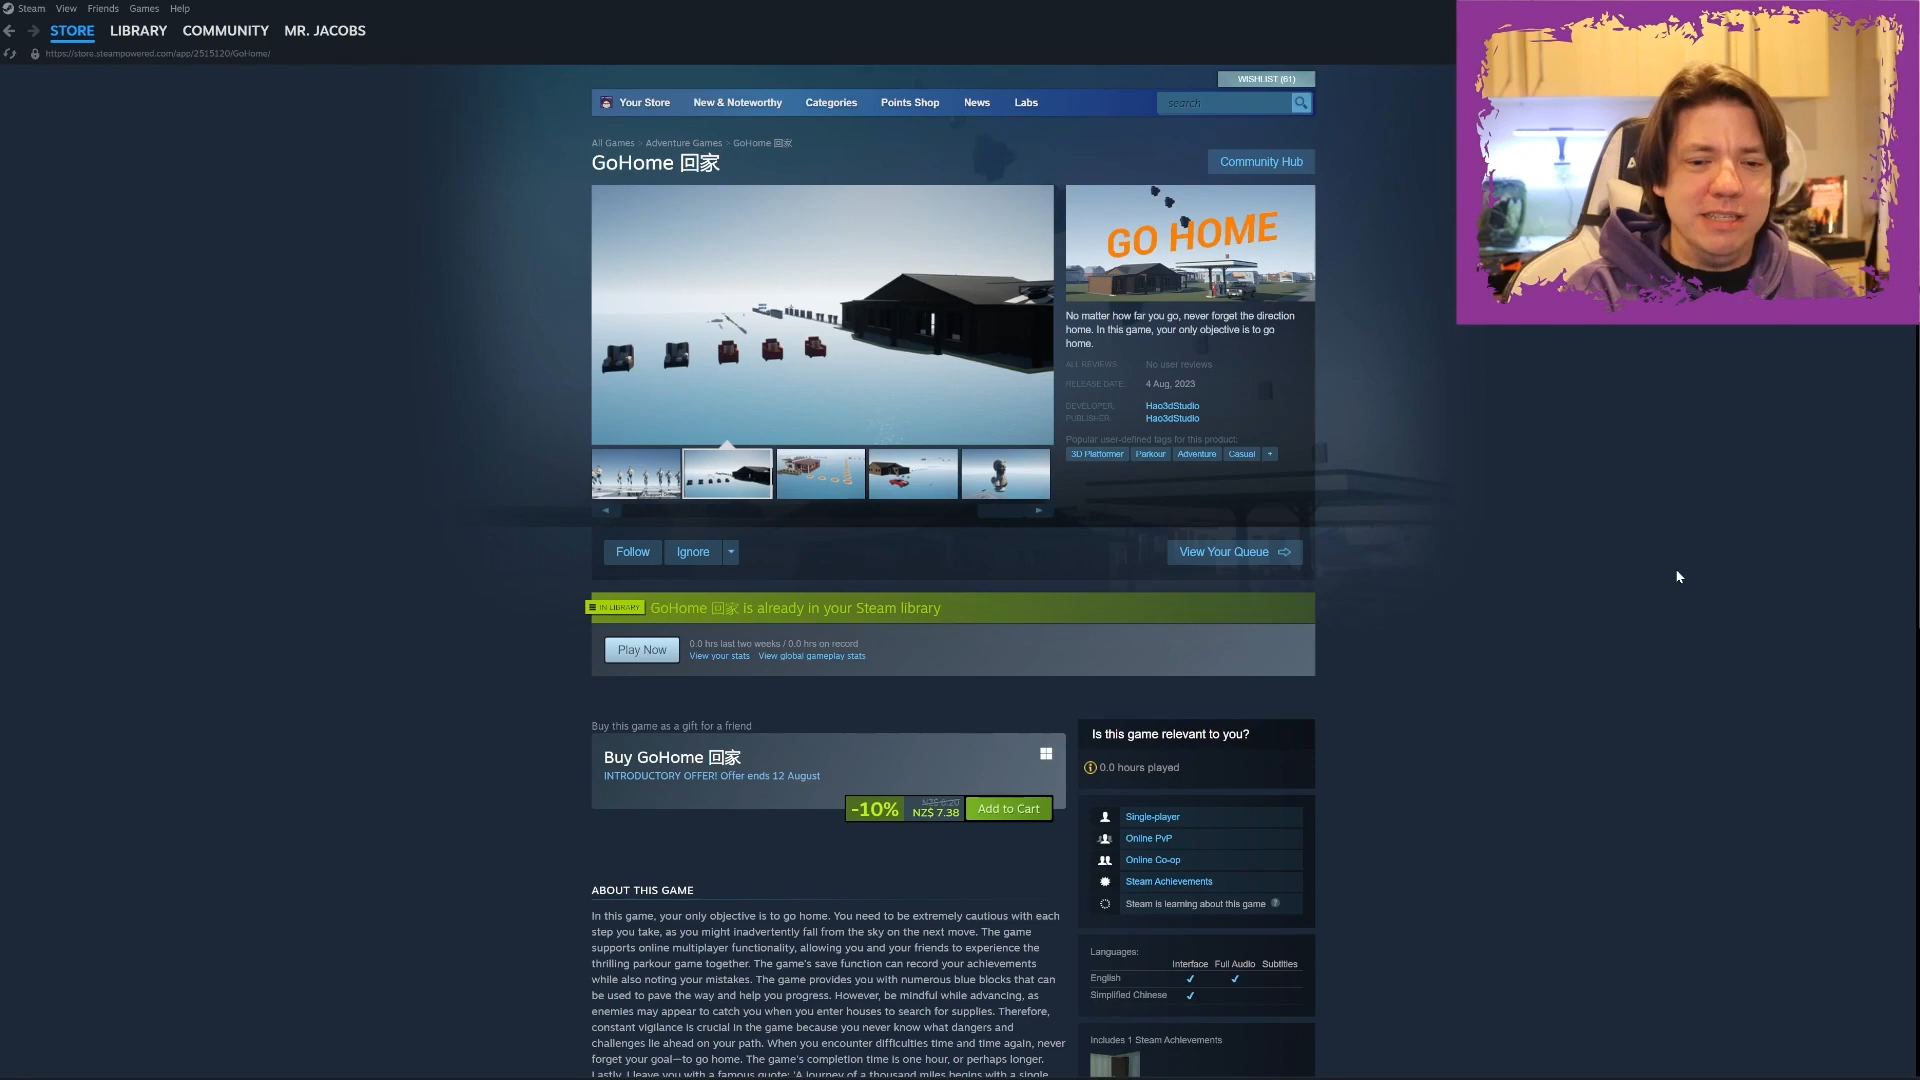 Steam View Friends Games Help
STORE LIBRARY COMMUNITY MR. JACOBS
https://store.steampowered.com/app/2515120/GoHome/
WISHLIST (61)
Your Store New & Noteworthy Categories Points Shop News Labs search
All Games > Adventure Games > GoHome 回家
GoHome 回家
Community Hub
GO HOME
No matter how far you go, never forget the direction
home. In this game, your only objective is to go
home.
ALL REVIEWS: No user reviews
RELEASE DATE: 4 Aug, 2023
DEVELOPER: Hao3dStudio
PUBLISHER: Hao3dStudio
Popular user-defined tags for this product:
3D Platformer Parkour Adventure Casual +
Follow Ignore
View Your Queue
IN LIBRARY GoHome 回家 is already in your Steam library
Play Now
0.0 hrs last two weeks / 0.0 hrs on record
View your stats View global gameplay stats
Buy this game as a gift for a friend
Buy GoHome 回家
INTRODUCTORY OFFER! Offer ends 12 August
-10% NZ$ 8.20 NZ$ 7.38 Add to Cart
Is this game relevant to you?
0.0 hours played
Single-player
Online PvP
Online Co-op
Steam Achievements
Steam is learning about this game ?
Languages:
Interface Full Audio Subtitles
English ✔ ✔
Simplified Chinese ✔
Includes 1 Steam Achievements
ABOUT THIS GAME
In this game, your only objective is to go home. You need to be extremely cautious with each
step you take, as you might inadvertently fall from the sky on the next move. The game
supports online multiplayer functionality, allowing you and your friends to experience the
thrilling parkour game together. The game's save function can record your achievements
while also noting your mistakes. The game provides you with numerous blue blocks that can
be used to pave the way and help you progress. However, be mindful while advancing, as
enemies may appear to catch you when you enter houses to search for supplies. Therefore,
constant vigilance is crucial in the game because you never know what dangers and
challenges lie ahead on your path. When you encounter difficulties time and time again, never
forget your goal—to go home. The game's completion time is one hour, or perhaps longer.
Lastly, I leave you with a famous quote: 'A journey of a thousand miles begins with a single